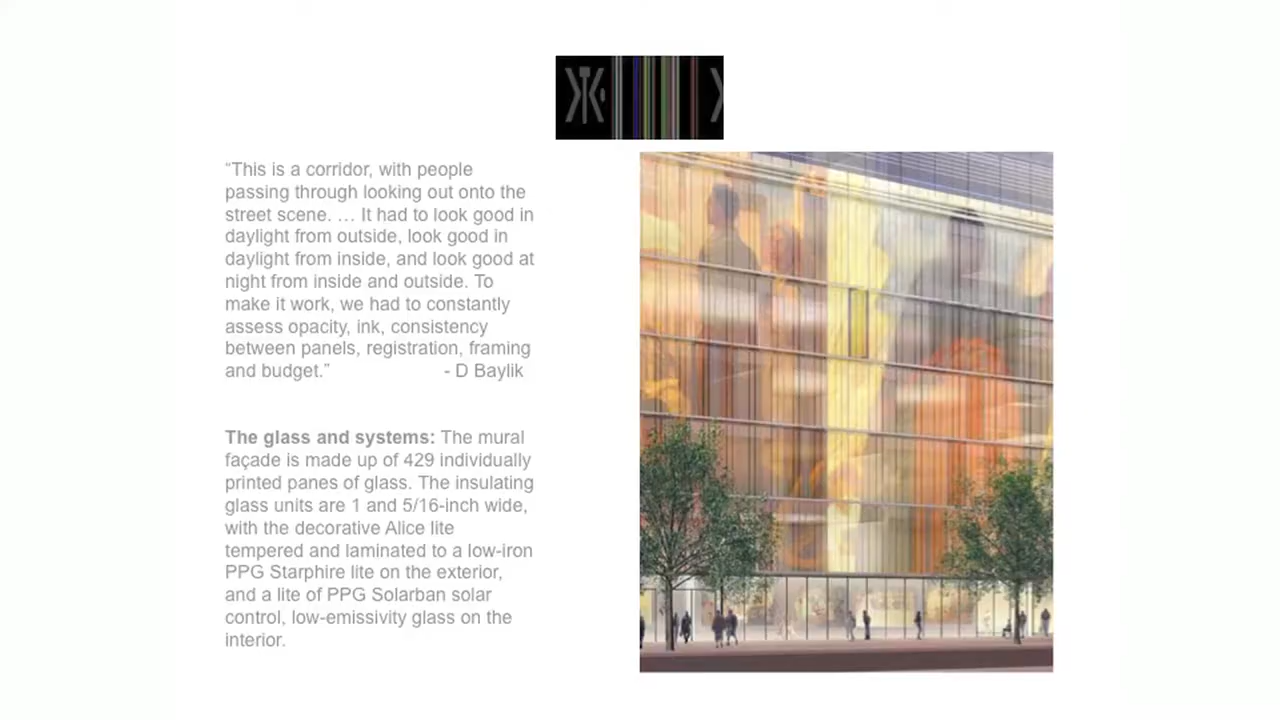 “This is a corridor, with people
passing through looking out onto the
street scene. … It had to look good in
daylight from outside, look good in
daylight from inside, and look good at
night from inside and outside. To
make it work, we had to constantly
assess opacity, ink, consistency
between panels, registration, framing
and budget.” - D Baylik
The glass and systems: The mural
façade is made up of 429 individually
printed panes of glass. The insulating
glass units are 1 and 5/16-inch wide,
with the decorative Alice lite
tempered and laminated to a low-iron
PPG Starphire lite on the exterior,
and a lite of PPG Solarban solar
control, low-emissivity glass on the
interior.